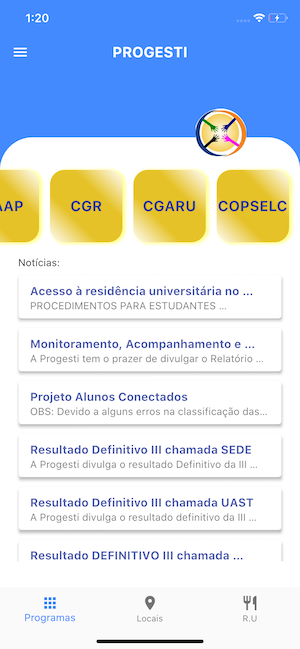 1:20
PROGESTI
AAP
CGR
CGARU
COPSELC
Notícias:
Acesso à residência universitária no ...
PROCEDIMENTOS PARA ESTUDANTES ...
Monitoramento, Acompanhamento e ...
A Progesti tem o prazer de divulgar o Relatório ...
Projeto Alunos Conectados
OBS: Devido a alguns erros na classificação das...
Resultado Definitivo III chamada SEDE
A Progesti divulga o resultado Definitivo da III ...
Resultado Definitivo III chamada UAST
A Progesti divulga o resultado definitivo da III ...
Resultado DEFINITIVO III chamada ...
Programas
Locais
R.U